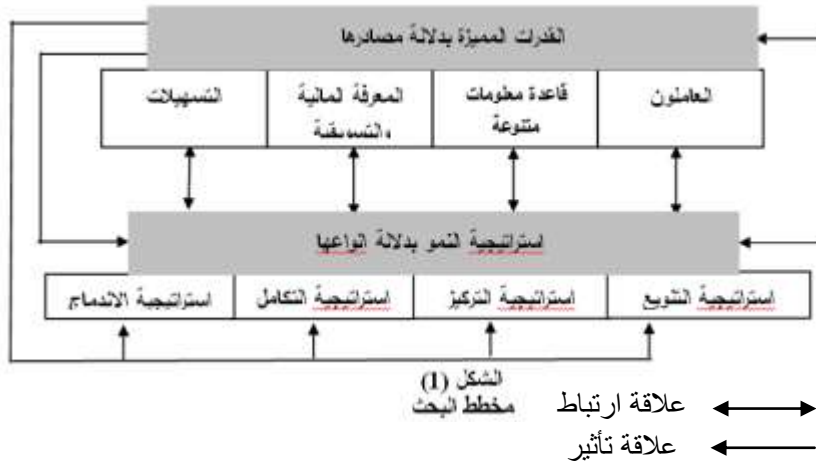 القدرات المميزة بدلالة مصادرها
العاملون
قاعدة معلومات
متنوعة
المعرفة المالية
والتسويقية
التسهيلات
استراتيجية النمو بدلالة انواعها
استراتيجية التنويع
استراتيجية التركيز
استراتيجية التكامل
استراتيجية الاندماج
الشكل (1)
مخطط البحث
علاقة ارتباط
علاقة تأثير